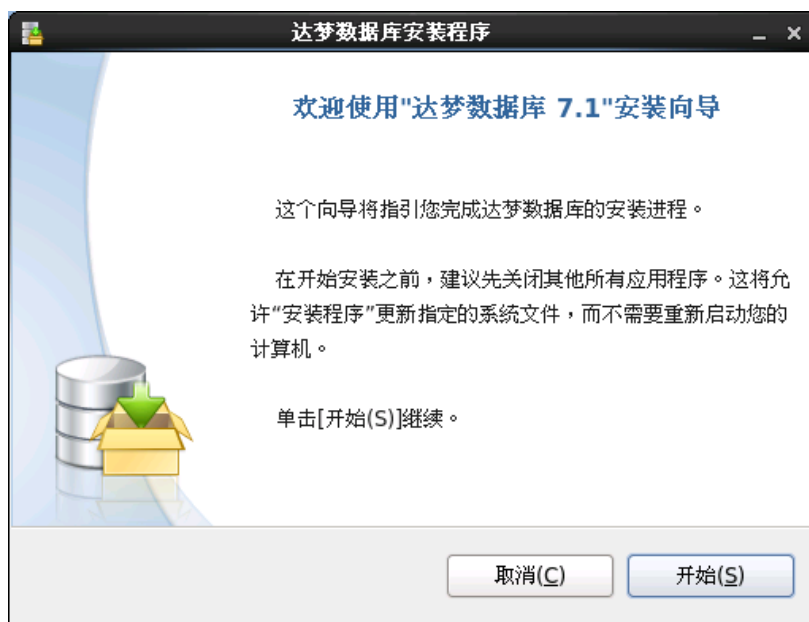 达梦数据库安装程序
欢迎使用"达梦数据库 7.1"安装向导
这个向导将指引您完成达梦数据库的安装进程。
在开始安装之前，建议先关闭其他所有应用程序。这将允
许“安装程序”更新指定的系统文件，而不需要重新启动您的
计算机。
单击[开始(S)]继续。
取消(C) 开始(S)